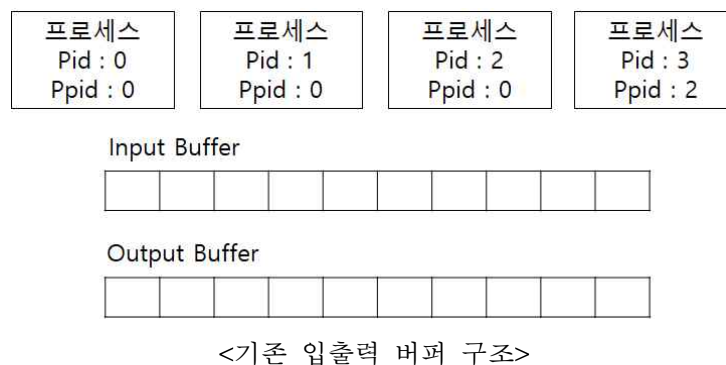 프로세스
Pid : 0
Ppid : 0
프로세스
Pid : 1
Ppid : 0
프로세스
Pid : 2
Ppid : 0
프로세스
Pid : 3
Ppid : 2
Input Buffer
Output Buffer
<기존 입출력 버퍼 구조>